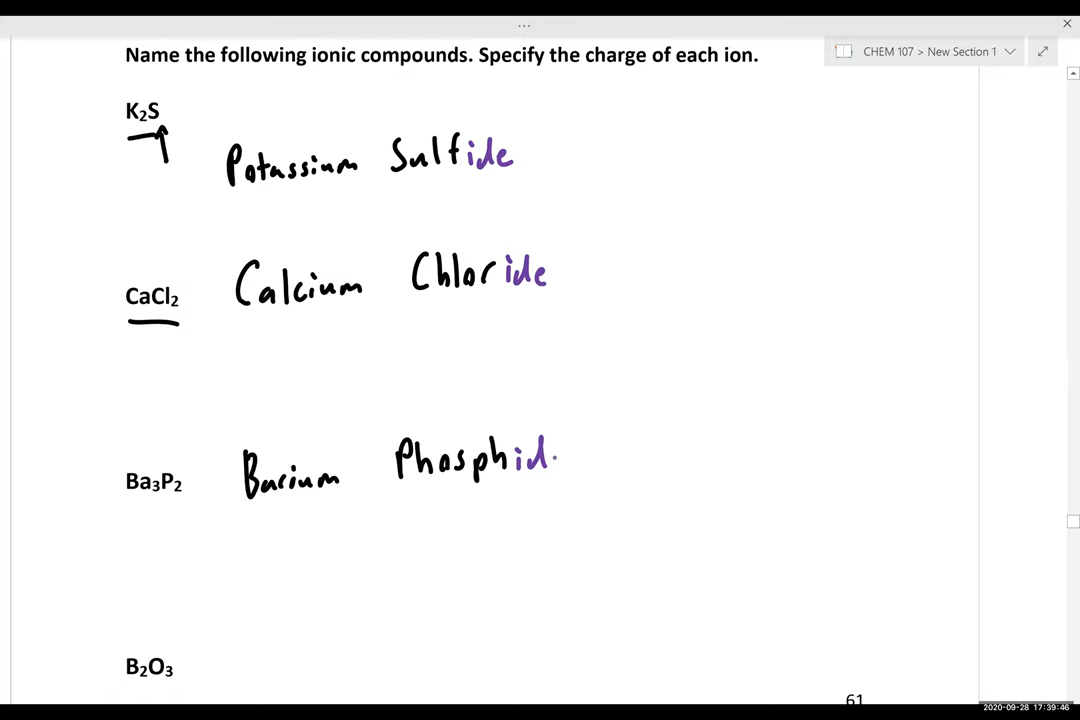 ...
Name the following ionic compounds. Specify the charge of each ion.
CHEM 107 > New Section 1
K₂S
Potassium Sulfide
CaCl₂
Calcium Chloride
Ba₃P₂
Barium Phosphid
B₂O₃
61
2020-09-28 17:39:46